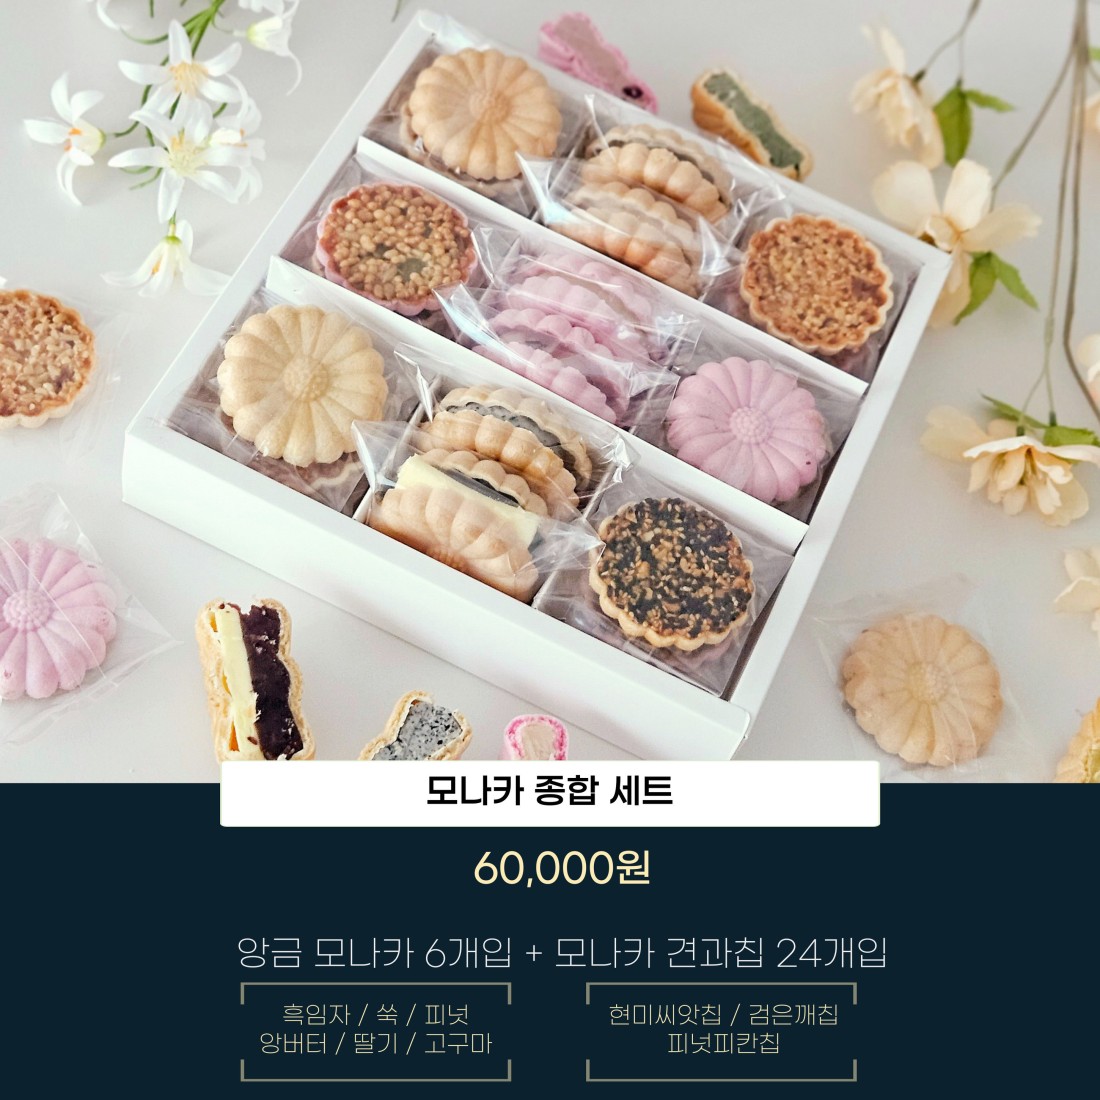 모나카 종합 세트
60,000원
앙금 모나카 6개입 + 모나카 견과칩 24개입
흑임자 / 쑥 / 피넛
앙버터 / 딸기 / 고구마
현미씨앗칩 / 검은깨칩
피넛피칸칩